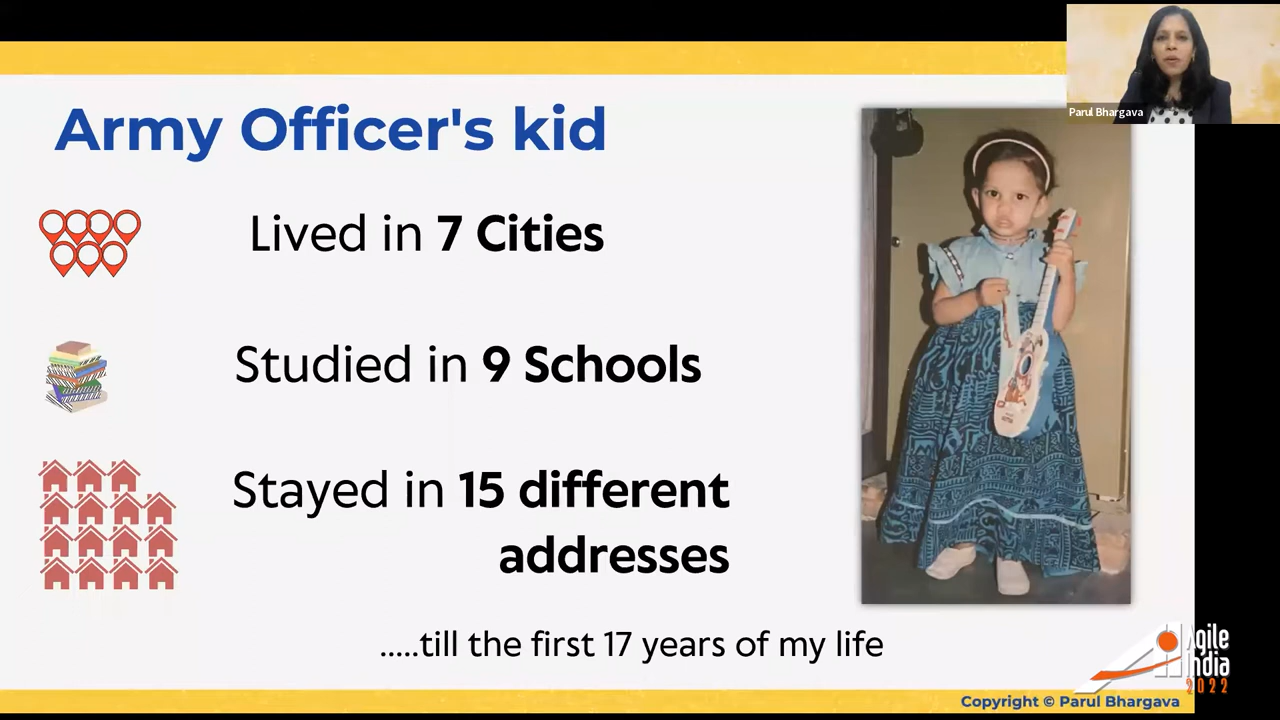 Parul Bhargava
Army Officer's kid
Lived in 7 Cities
Studied in 9 Schools
Stayed in 15 different
addresses
.....till the first 17 years of my life
Agile
India
2022
Copyright © Parul Bhargava